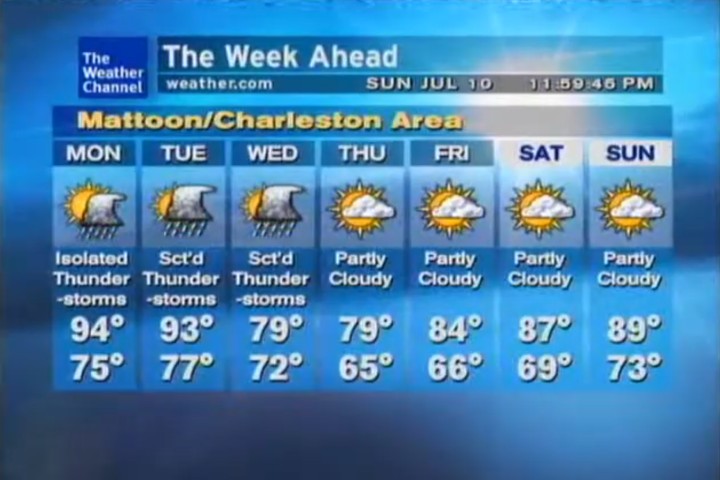 The Weather Channel
The Week Ahead
weather.com SUN JUL 10 11:59:46 PM
Mattoon/Charleston Area
MON TUE WED THU FRI SAT SUN
Isolated Sct'd Sct'd Partly Partly Partly Partly
Thunder Thunder Thunder Cloudy Cloudy Cloudy Cloudy
-storms -storms -storms
94° 93° 79° 79° 84° 87° 89°
75° 77° 72° 65° 66° 69° 73°